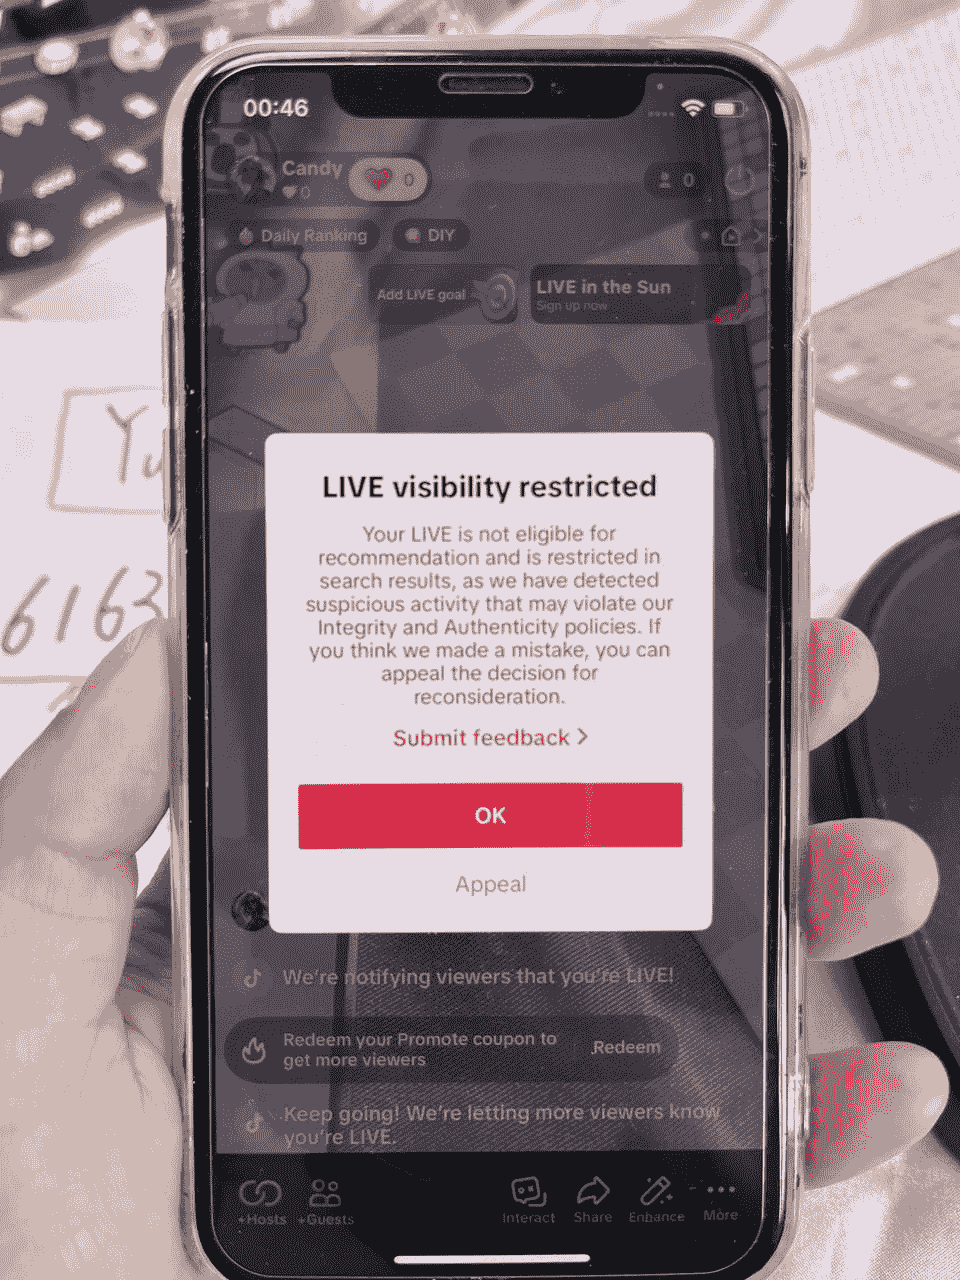 00:46
Candy
0
0
0
Daily Ranking
DIY
Add LIVE goal
LIVE in the Sun
Sign up now
Yu
6163
LIVE visibility restricted
Your LIVE is not eligible for
recommendation and is restricted in
search results, as we have detected
suspicious activity that may violate our
Integrity and Authenticity policies. If
you think we made a mistake, you can
appeal the decision for
reconsideration.
Submit feedback >
OK
Appeal
We're notifying viewers that you're LIVE!
Redeem your Promote coupon to
get more viewers
Redeem
Keep going! We're letting more viewers know
you're LIVE.
+Hosts
+Guests
Interact
Share
Enhance
More